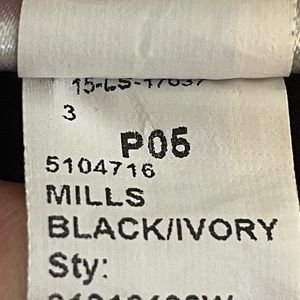 3
P05
5104716
MILLS
BLACK/IVORY
Sty: